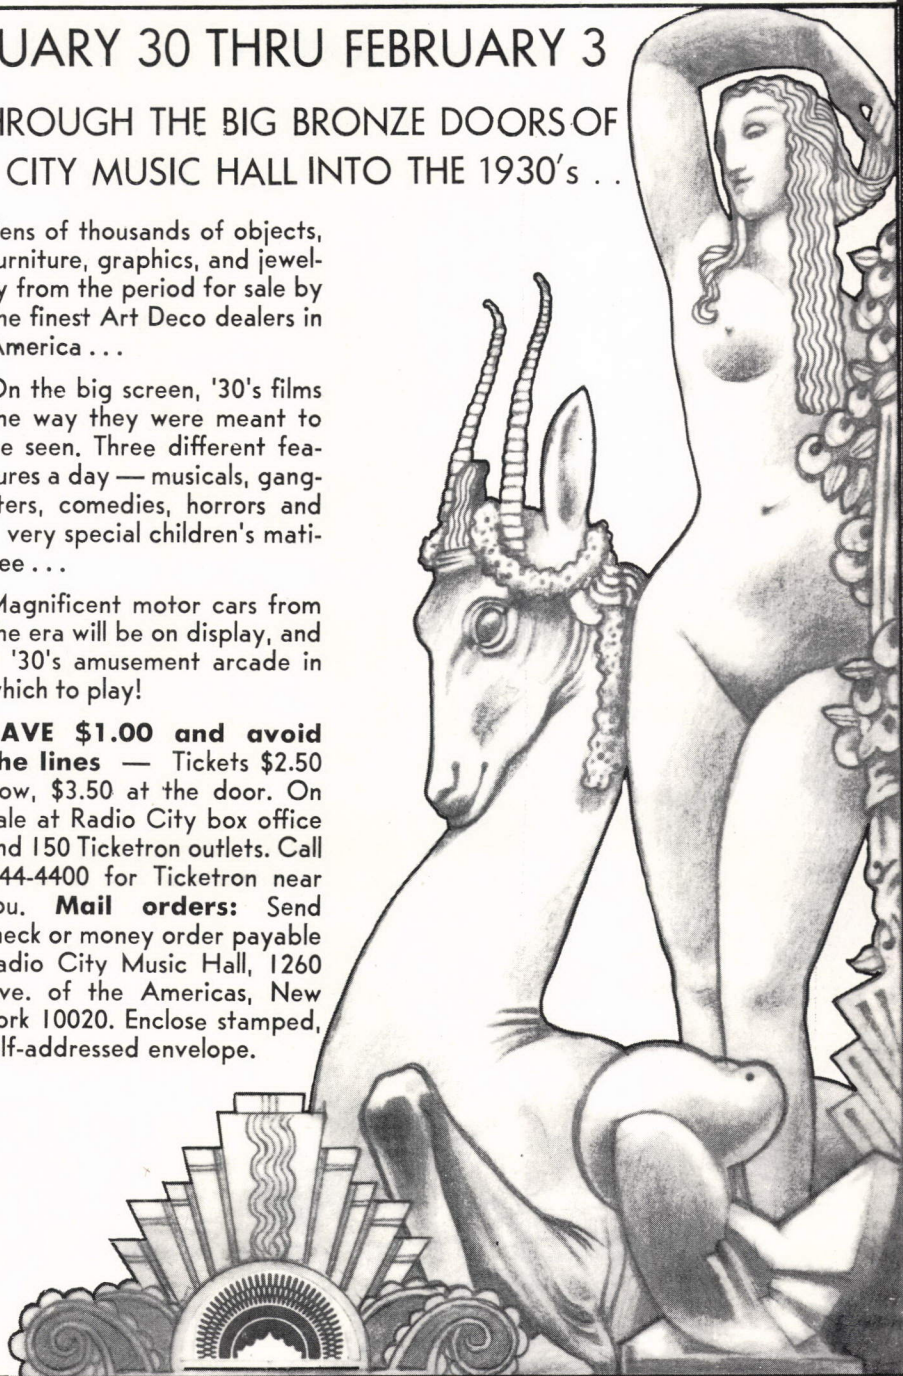 UARY 30 THRU FEBRUARY 3
HROUGH THE BIG BRONZE DOORS OF
CITY MUSIC HALL INTO THE 1930's . .
ens of thousands of objects,
urniture, graphics, and jewel-
y from the period for sale by
he finest Art Deco dealers in
America . . .
On the big screen, '30's films
he way they were meant to
e seen. Three different fea-
ures a day — musicals, gang-
ters, comedies, horrors and
very special children's mati-
ee . . .
Magnificent motor cars from
he era will be on display, and
'30's amusement arcade in
which to play!
AVE $1.00 and avoid
he lines — Tickets $2.50
ow, $3.50 at the door. On
ale at Radio City box office
nd 150 Ticketron outlets. Call
44-4400 for Ticketron near
ou. Mail orders: Send
heck or money order payable
adio City Music Hall, 1260
ve. of the Americas, New
ork 10020. Enclose stamped,
lf-addressed envelope.